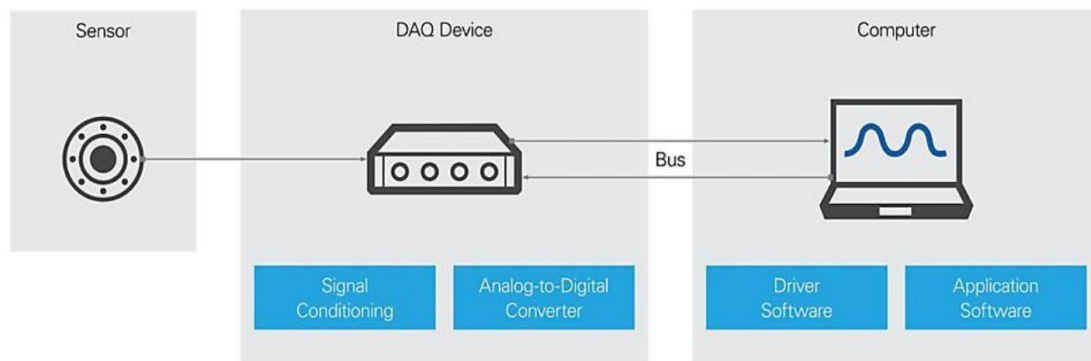 Sensor
DAQ Device
Computer
Bus
Signal
Conditioning
Analog-to-Digital
Converter
Driver
Software
Application
Software